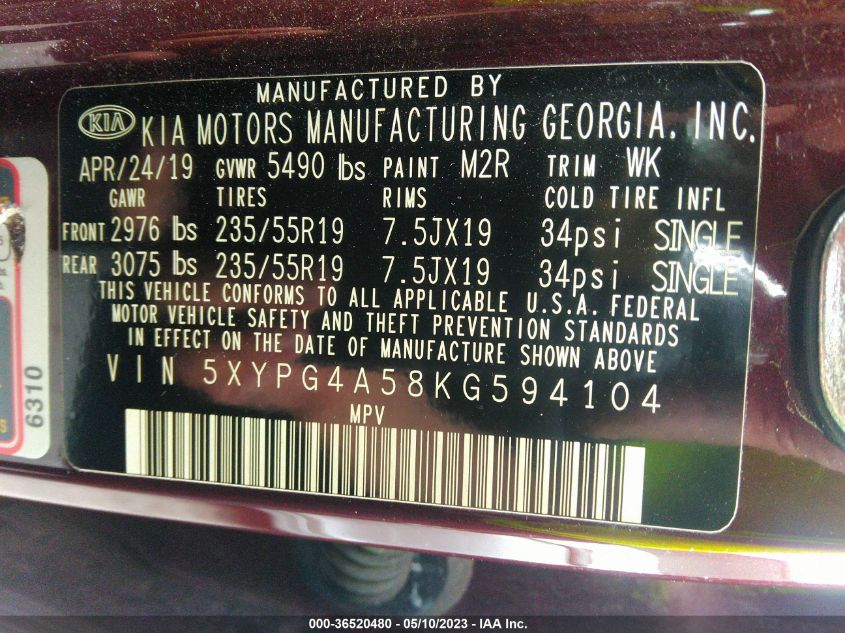 MANUFACTURED BY
KIA KIA MOTORS MANUFACTURING GEORGIA, INC.
APR/24/19 GVWR 5490 lbs PAINT M2R TRIM WK
GAWR TIRES RIMS COLD TIRE INFL
FRONT 2976 lbs 235/55R19 7.5JX19 34psi SINGLE
REAR 3075 lbs 235/55R19 7.5JX19 34psi SINGLE
THIS VEHICLE CONFORMS TO ALL APPLICABLE U.S.A. FEDERAL
MOTOR VEHICLE SAFETY AND THEFT PREVENTION STANDARDS
IN EFFECT ON THE DATE OF MANUFACTURE SHOWN ABOVE
VIN 5XYPG4A58KG594104
MPV
6310
000-36520480 - 05/10/2023 - IAA Inc.